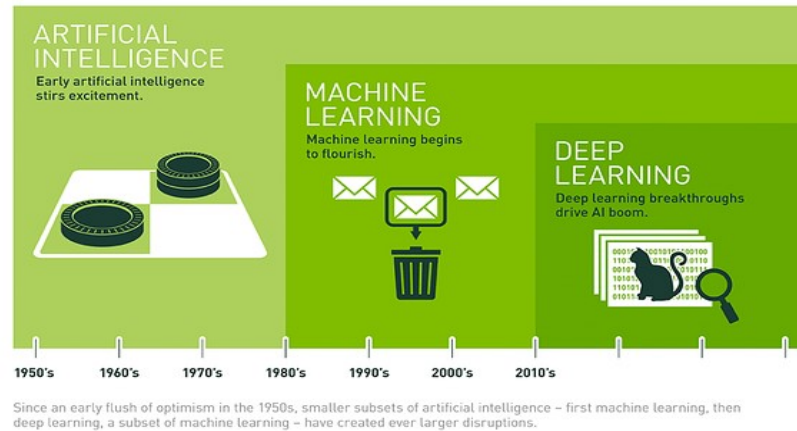 ARTIFICIAL
INTELLIGENCE
Early artificial intelligence
stirs excitement.
MACHINE
LEARNING
Machine learning begins
to flourish.
DEEP
LEARNING
Deep learning breakthroughs
drive AI boom.
1950's
1960's
1970's
1980's
1990's
2000's
2010's
Since an early flush of optimism in the 1950s, smaller subsets of artificial intelligence – first machine learning, then
deep learning, a subset of machine learning – have created ever larger disruptions.